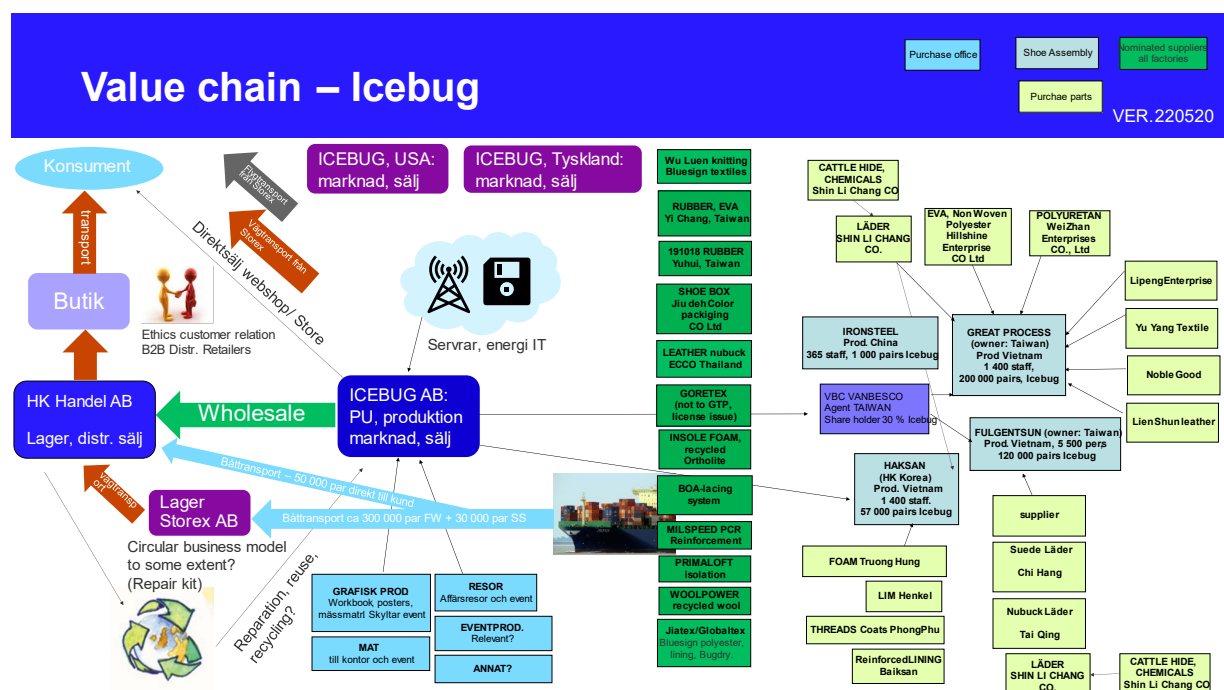 Value chain – Icebug
Purchase office
Shoe Assembly
Nominated suppliers
all factories
Purchae parts
VER.220520
Konsument
transport
Butik
HK Handel AB
Lager, distr. sälj
Flygtransport
från Storex
Vägtransport från
Storex
Direktsälj webshop/ Store
Ethics customer relation
B2B Distr. Retailers
ICEBUG, USA:
marknad, sälj
ICEBUG, Tyskland:
marknad, sälj
Servrar, energi IT
Wholesale
ICEBUG AB:
PU, produktion
marknad, sälj
Båttransport – 50 000 par direkt till kund
vägtransp
ort
Lager
Storex AB
Båttransport ca 300 000 par FW + 30 000 par SS
Circular business model
to some extent?
(Repair kit)
Reparation, reuse,
recycling?
GRAFISK PROD
Workbook, posters,
mässmatrl Skyltar event
MAT
till kontor och event
RESOR
Affärsresor och event
EVENTPROD.
Relevant?
ANNAT?
Wu Luen knitting
Bluesign textiles
RUBBER, EVA
Yi Chang, Taiwan
191018 RUBBER
Yuhui, Taiwan
SHOE BOX
Jiu deh Color
packiging
CO Ltd
LEATHER nubuck
ECCO Thailand
GORETEX
(not to GTP,
license issue)
INSOLE FOAM,
recycled
Ortholite
BOA-lacing
system
MILSPEED PCR
Reinforcement
PRIMALOFT
isolation
WOOLPOWER
recycled wool
Jiatex/Globaltex
Bluesign polyester,
lining, Bugdry.
CATTLE HIDE,
CHEMICALS
Shin Li Chang CO
LÄDER
SHIN LI CHANG
CO.
EVA, Non Woven
Polyester
Hillshine
Enterprise
CO Ltd
POLYURETAN
WeiZhan
Enterprises
CO., Ltd
LipengEnterprise
Yu Yang Textile
Noble Good
Lien Shun leather
IRONSTEEL
Prod. China
365 staff, 1 000 pairs Icebug
GREAT PROCESS
(owner: Taiwan)
Prod Vietnam
1 400 staff,
200 000 pairs, Icebug
VBC VANBESCO
Agent TAIWAN
Share holder 30 % Icebug
FULGENTSUN (owner: Taiwan)
Prod. Vietnam, 5 500 pers
120 000 pairs Icebug
HAKSAN
(HK Korea)
Prod. Vietnam
1 400 staff.
57 000 pairs Icebug
FOAM Truong Hung
LIM Henkel
THREADS Coats PhongPhu
ReinforcedLINING
Baiksan
supplier
Suede Läder
Chi Hang
Nubuck Läder
Tai Qing
LÄDER
SHIN LI CHANG
CO.
CATTLE HIDE,
CHEMICALS
Shin Li Chang CO